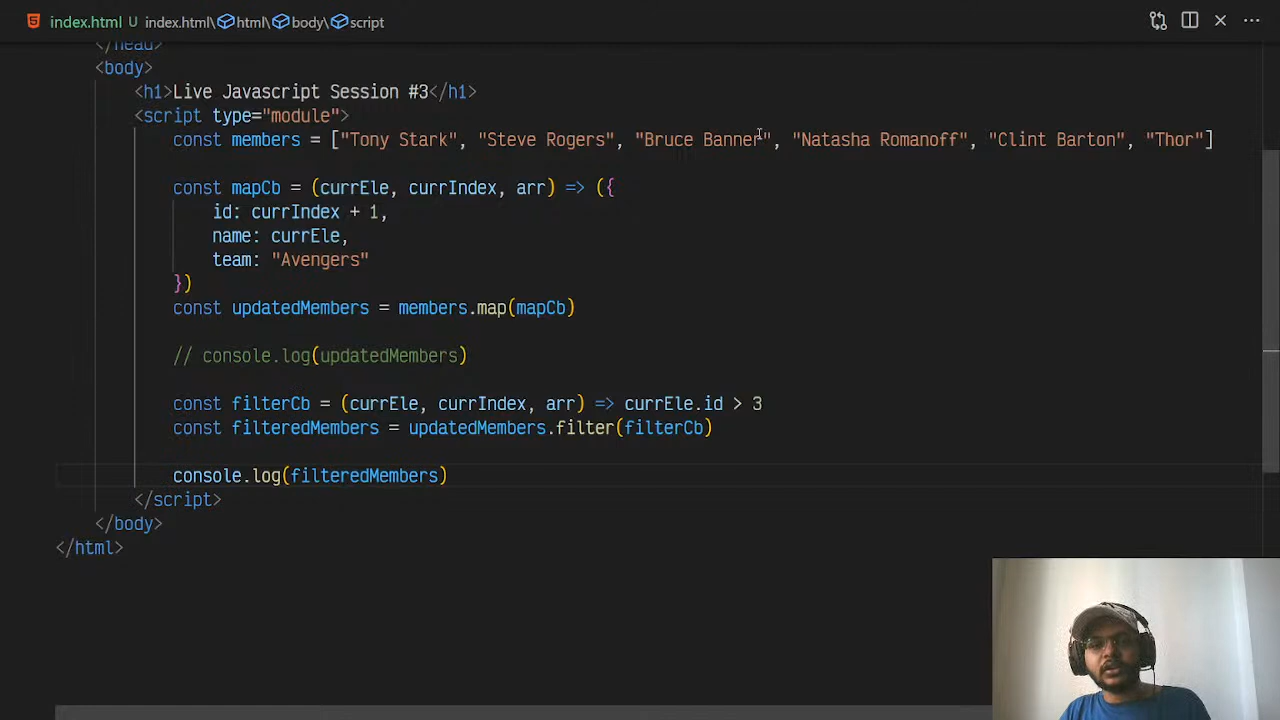 index.html U index.html\html\body\script
</head>
<body>
<h1>Live Javascript Session #3</h1>
<script type="module">
const members = ["Tony Stark", "Steve Rogers", "Bruce Banner", "Natasha Romanoff", "Clint Barton", "Thor"]
const mapCb = (currEle, currIndex, arr) => ({
id: currIndex + 1,
name: currEle,
team: "Avengers"
})
const updatedMembers = members.map(mapCb)
// console.log(updatedMembers)
const filterCb = (currEle, currIndex, arr) => currEle.id > 3
const filteredMembers = updatedMembers.filter(filterCb)
console.log(filteredMembers)
</script>
</body>
</html>